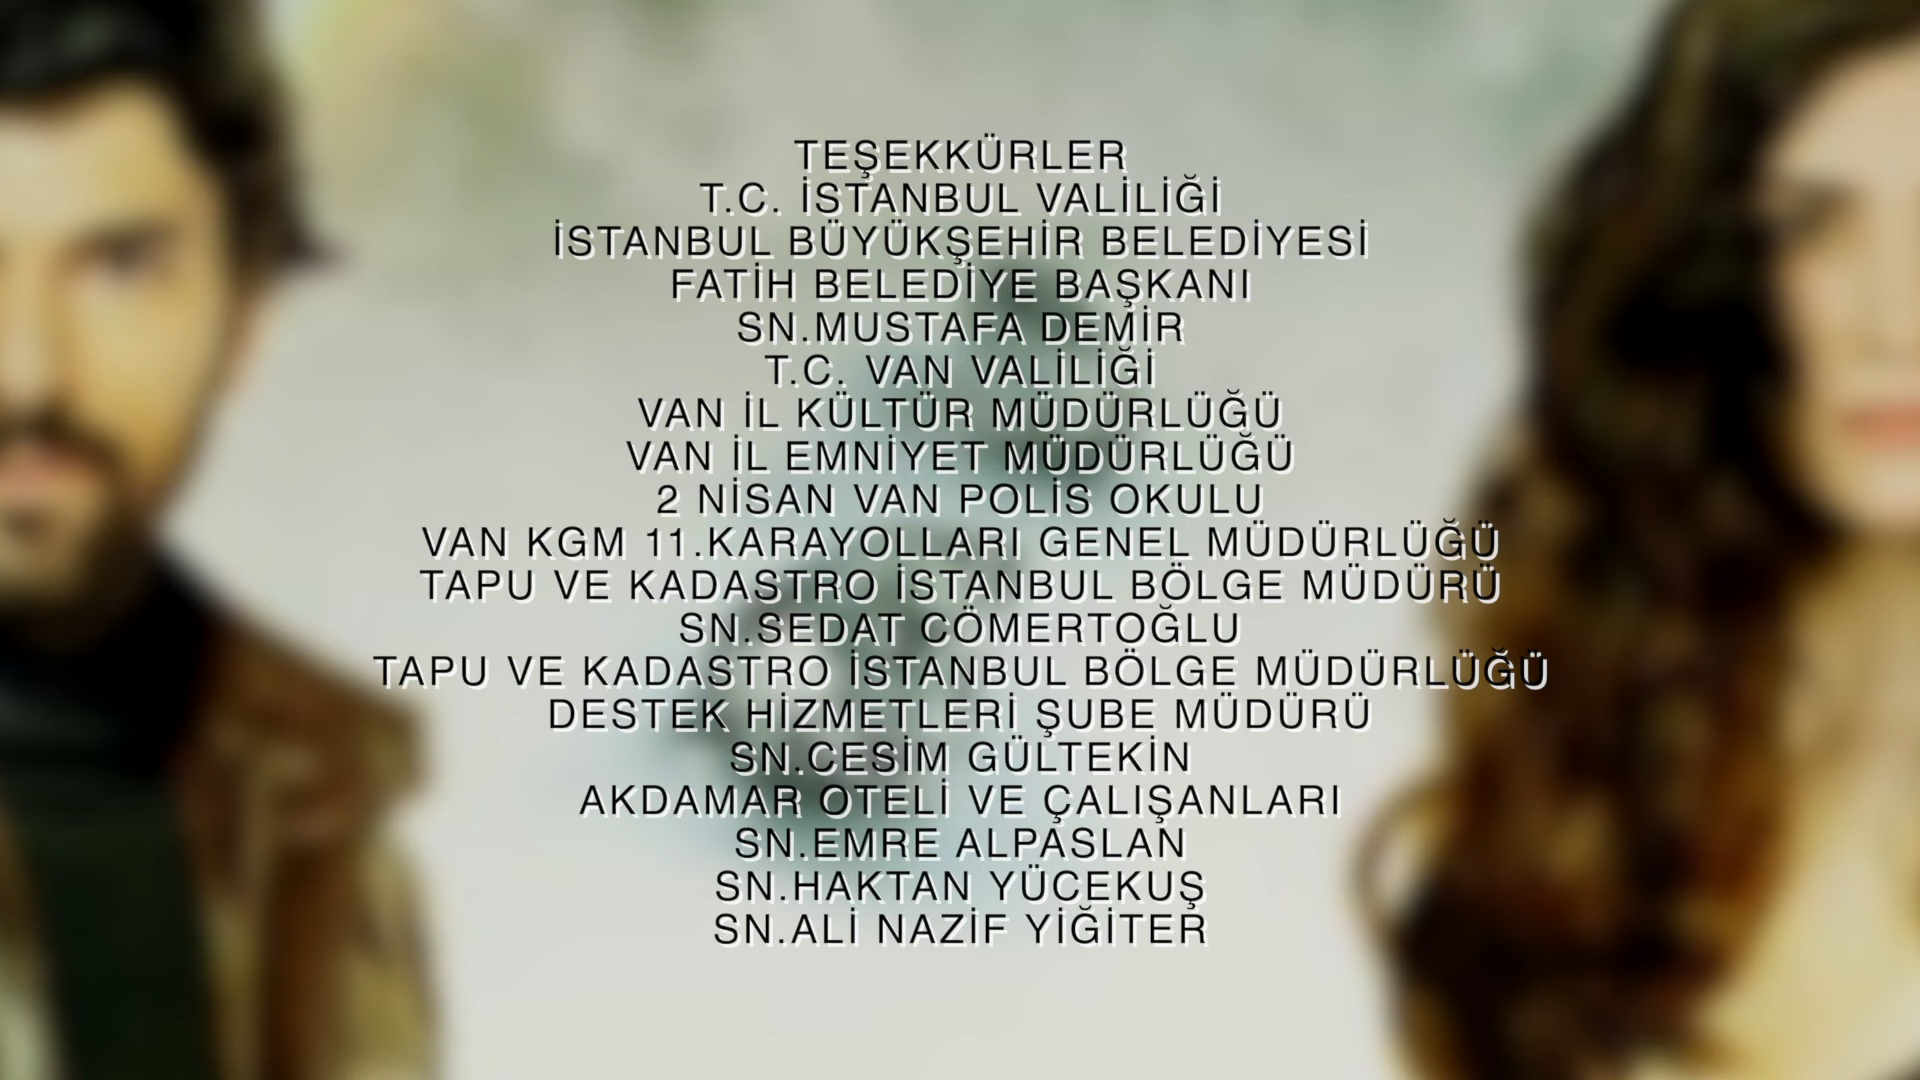 TEŞEKKÜRLER
T.C. İSTANBUL VALİLİĞİ
İSTANBUL BÜYÜKŞEHİR BELEDİYESİ
FATİH BELEDİYE BAŞKANI
SN.MUSTAFA DEMİR
T.C. VAN VALİLİĞİ
VAN İL KÜLTÜR MÜDÜRLÜĞÜ
VAN İL EMNİYET MÜDÜRLÜĞÜ
2 NİSAN VAN POLİS OKULU
VAN KGM 11.KARAYOLLARI GENEL MÜDÜRLÜĞÜ
TAPU VE KADASTRO İSTANBUL BÖLGE MÜDÜRÜ
SN.SEDAT CÖMERTOĞLU
TAPU VE KADASTRO İSTANBUL BÖLGE MÜDÜRLÜĞÜ
DESTEK HİZMETLERİ ŞUBE MÜDÜRÜ
SN.CESİM GÜLTEKİN
AKDAMAR OTELİ VE ÇALIŞANLARI
SN.EMRE ALPASLAN
SN.HAKTAN YÜCEKUŞ
SN.ALİ NAZİF YİĞİTER